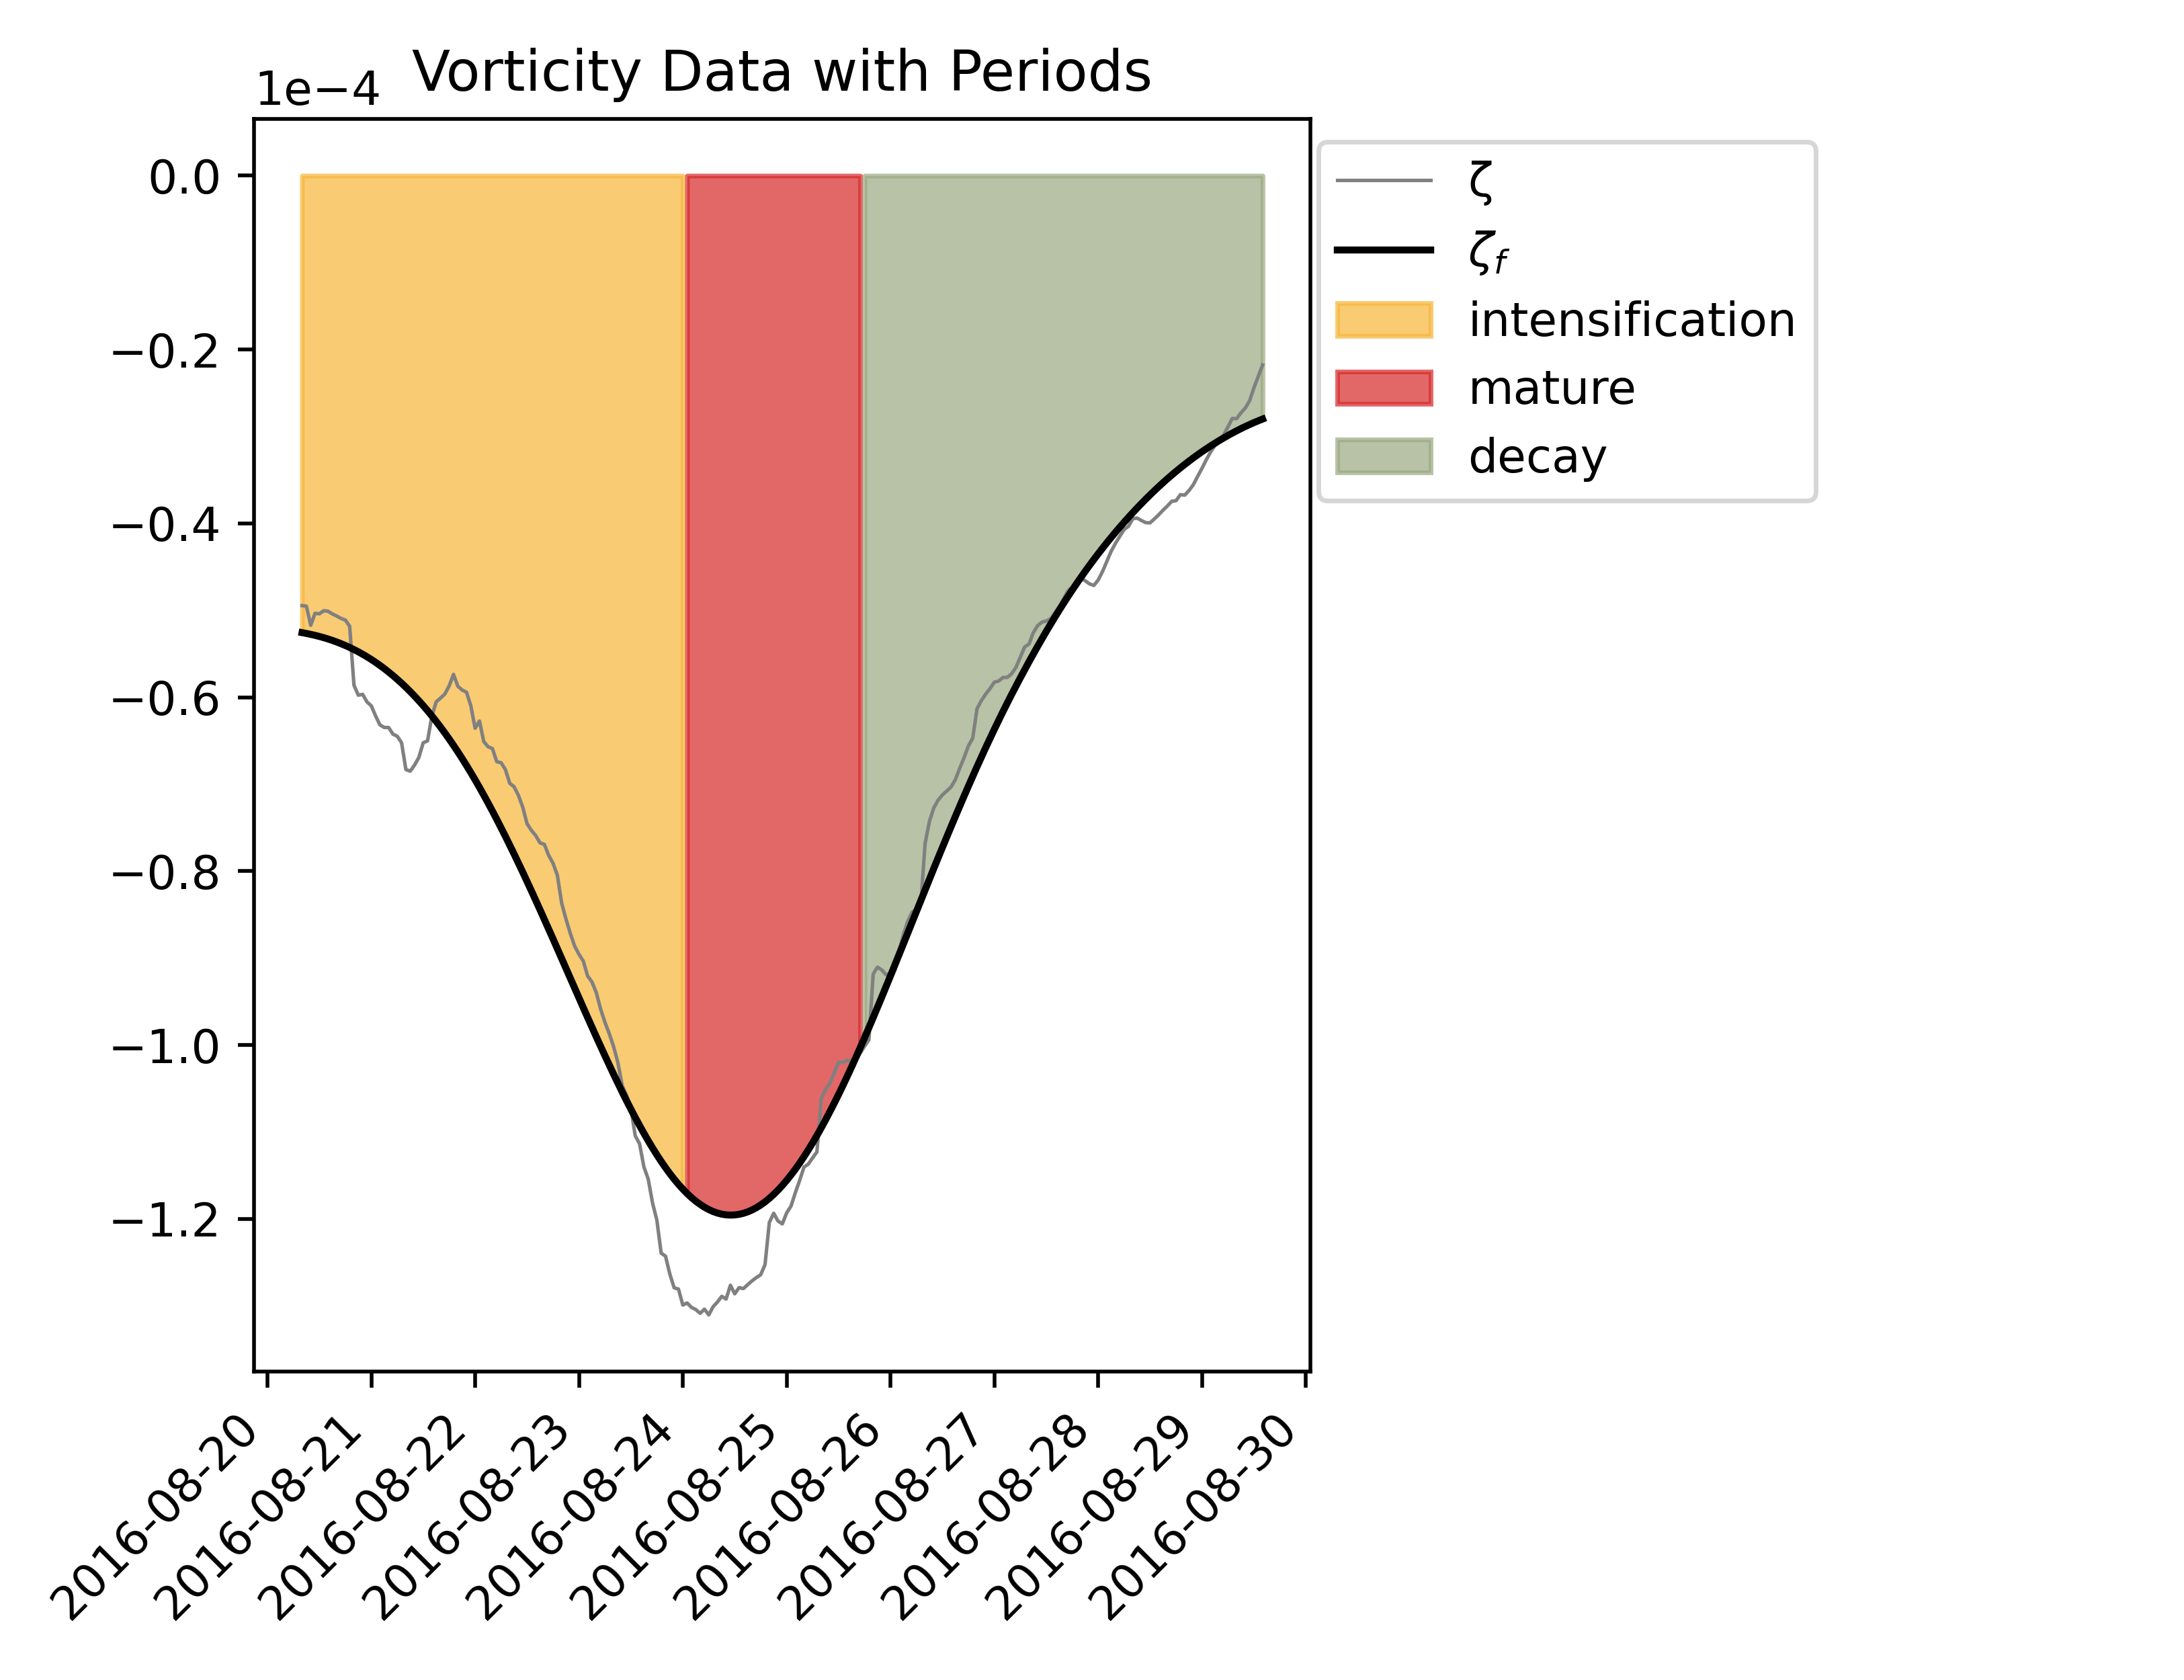 Vorticity Data with Periods
1e−4
0.0
−0.2
−0.4
−0.6
−0.8
−1.0
−1.2
2016-08-20
2016-08-21
2016-08-22
2016-08-23
2016-08-24
2016-08-25
2016-08-26
2016-08-27
2016-08-28
2016-08-29
2016-08-30
ζ
ζf
intensification
mature
decay